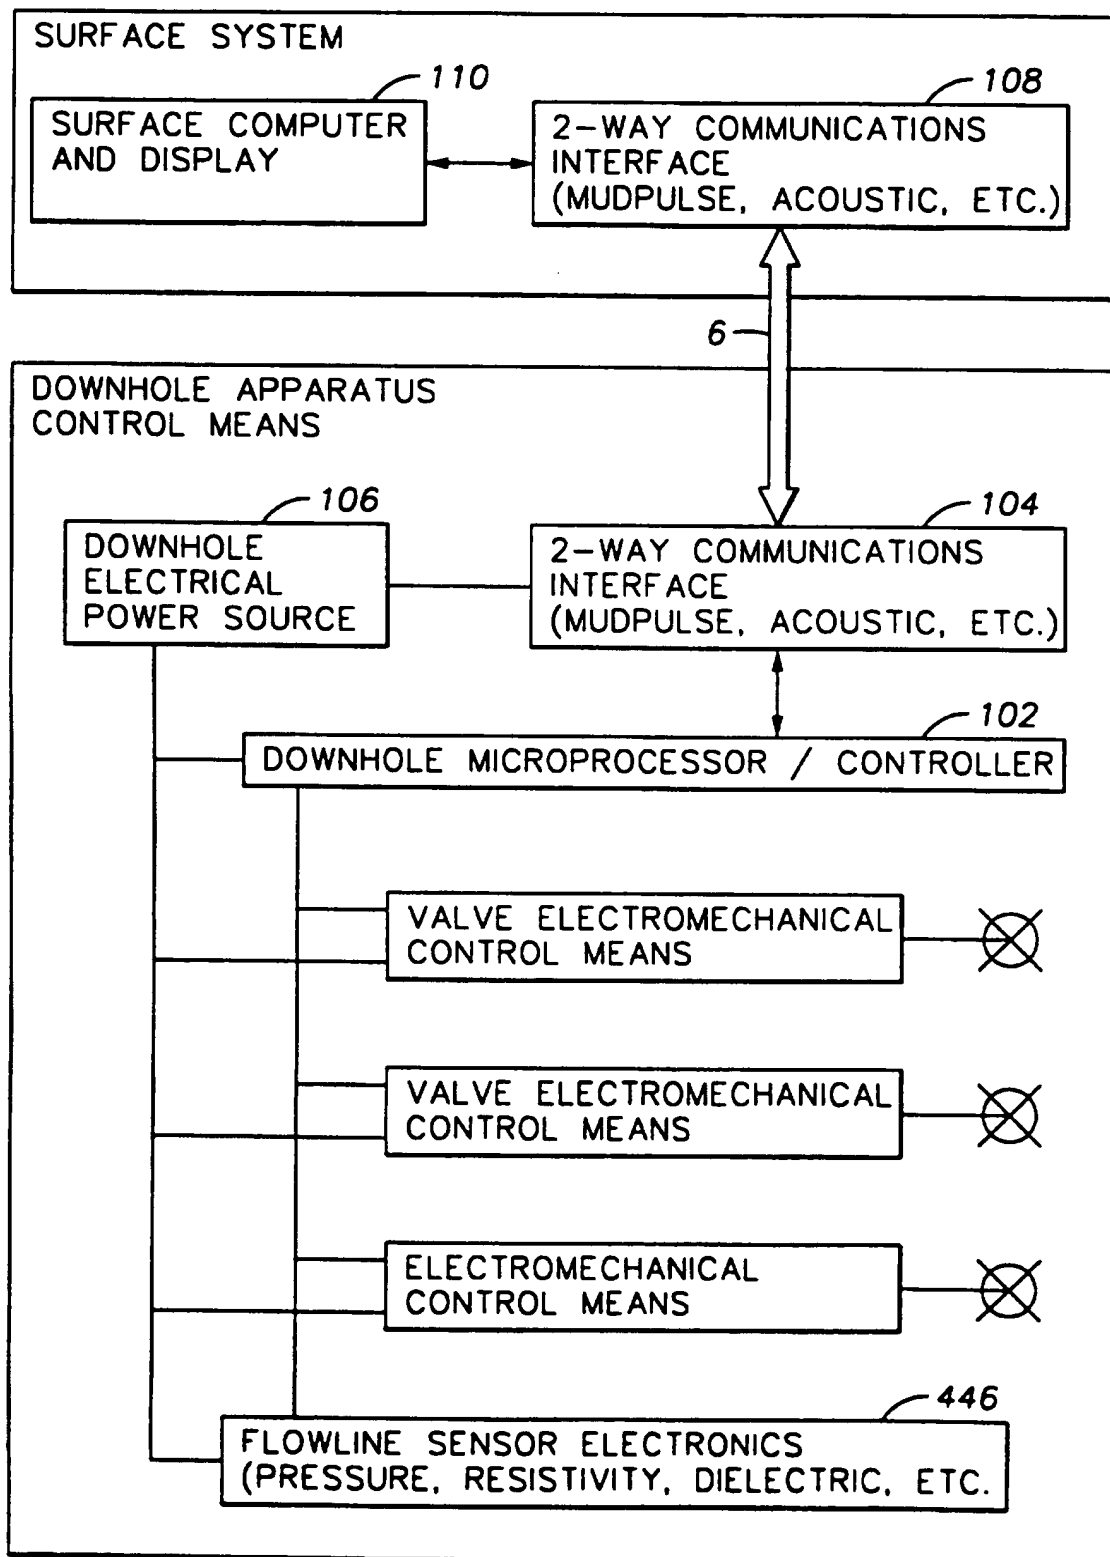 SURFACE SYSTEM
110
SURFACE COMPUTER
AND DISPLAY
108
2-WAY COMMUNICATIONS
INTERFACE
(MUDPULSE, ACOUSTIC, ETC.)
6
DOWNHOLE APPARATUS
CONTROL MEANS
106
DOWNHOLE
ELECTRICAL
POWER SOURCE
104
2-WAY COMMUNICATIONS
INTERFACE
(MUDPULSE, ACOUSTIC, ETC.)
102
DOWNHOLE MICROPROCESSOR / CONTROLLER
VALVE ELECTROMECHANICAL
CONTROL MEANS
VALVE ELECTROMECHANICAL
CONTROL MEANS
ELECTROMECHANICAL
CONTROL MEANS
446
FLOWLINE SENSOR ELECTRONICS
(PRESSURE, RESISTIVITY, DIELECTRIC, ETC.